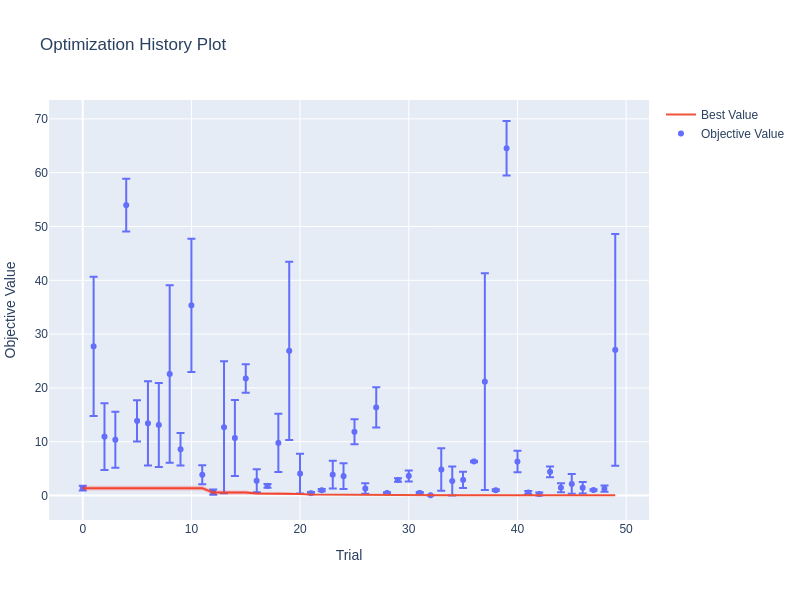 Optimization History Plot
Best Value
Objective Value
70
60
50
40
30
20
10
0
Objective Value
0 10 20 30 40 50
Trial